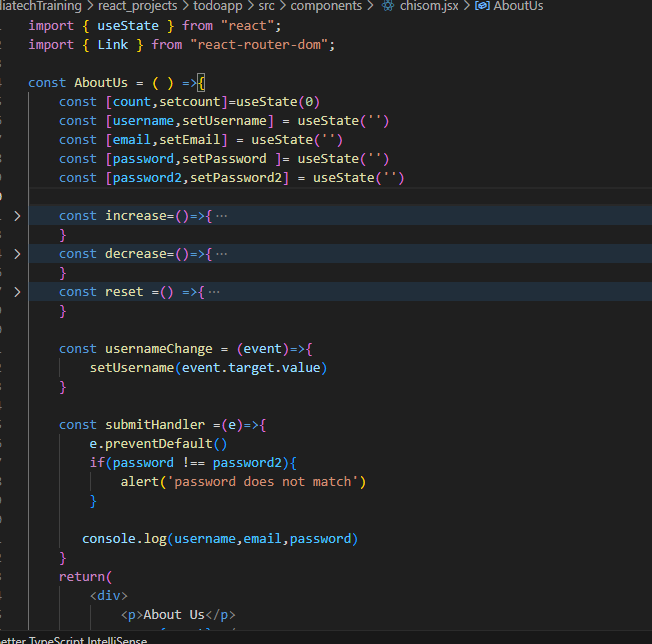 liatechTraining > react_projects > todoapp > src > components > chisom.jsx > AboutUs
import { useState } from "react";
import { Link } from "react-router-dom";
const AboutUs = ( ) =>{
const [count,setcount]=useState(0)
const [username,setUsername] = useState('')
const [email,setEmail] = useState('')
const [password,setPassword ]= useState('')
const [password2,setPassword2] = useState('')
const increase=()=>{ ···
}
const decrease=()=>{ ···
}
const reset =() =>{ ···
}
const usernameChange = (event)=>{
setUsername(event.target.value)
}
const submitHandler =(e)=>{
e.preventDefault()
if(password !== password2){
alert('password does not match')
}
console.log(username,email,password)
}
return(
<div>
<p>About Us</p>
etter TypeScript IntelliSense